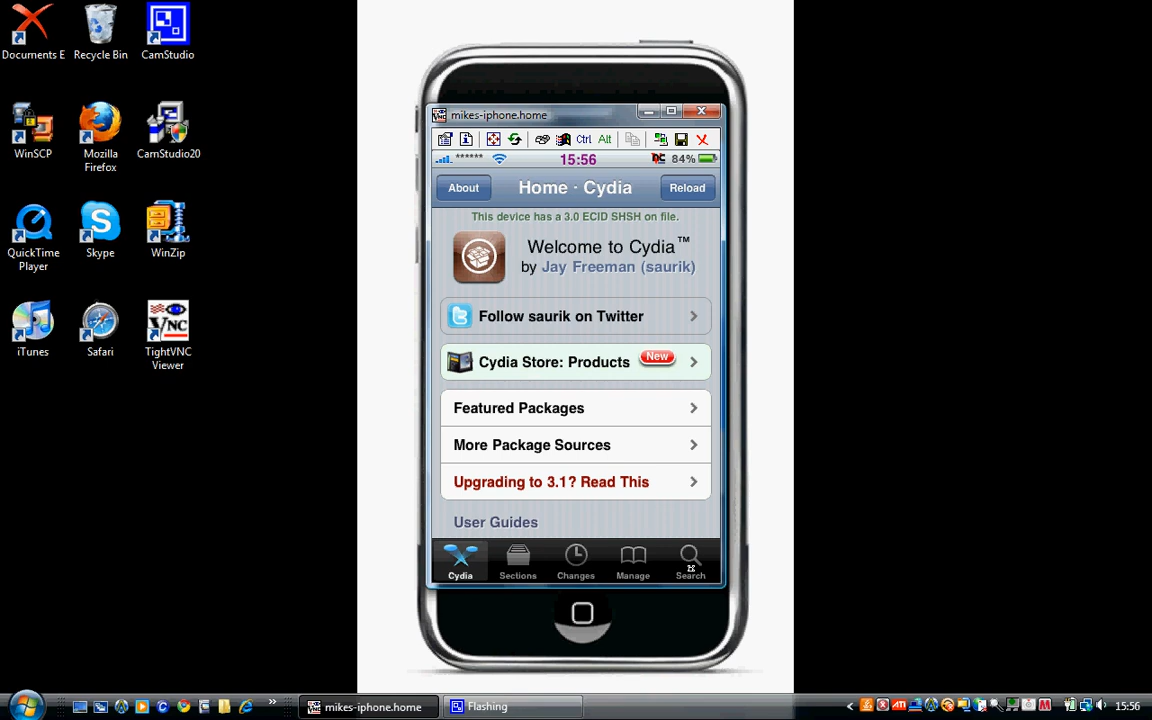 Documents E
Recycle Bin
CamStudio
WinSCP
Mozilla
Firefox
CamStudio20
QuickTime
Player
Skype
WinZip
iTunes
Safari
VNC
TightVNC
Viewer
mikes-iphone.home
Ctrl Alt
****** 15:56 84%
About Home · Cydia Reload
This device has a 3.0 ECID SHSH on file.
Welcome to Cydia™
by Jay Freeman (saurik)
Follow saurik on Twitter
Cydia Store: Products New
Featured Packages
More Package Sources
Upgrading to 3.1? Read This
User Guides
Cydia Sections Changes Manage Search
mikes-iphone.home Flashing 15:56